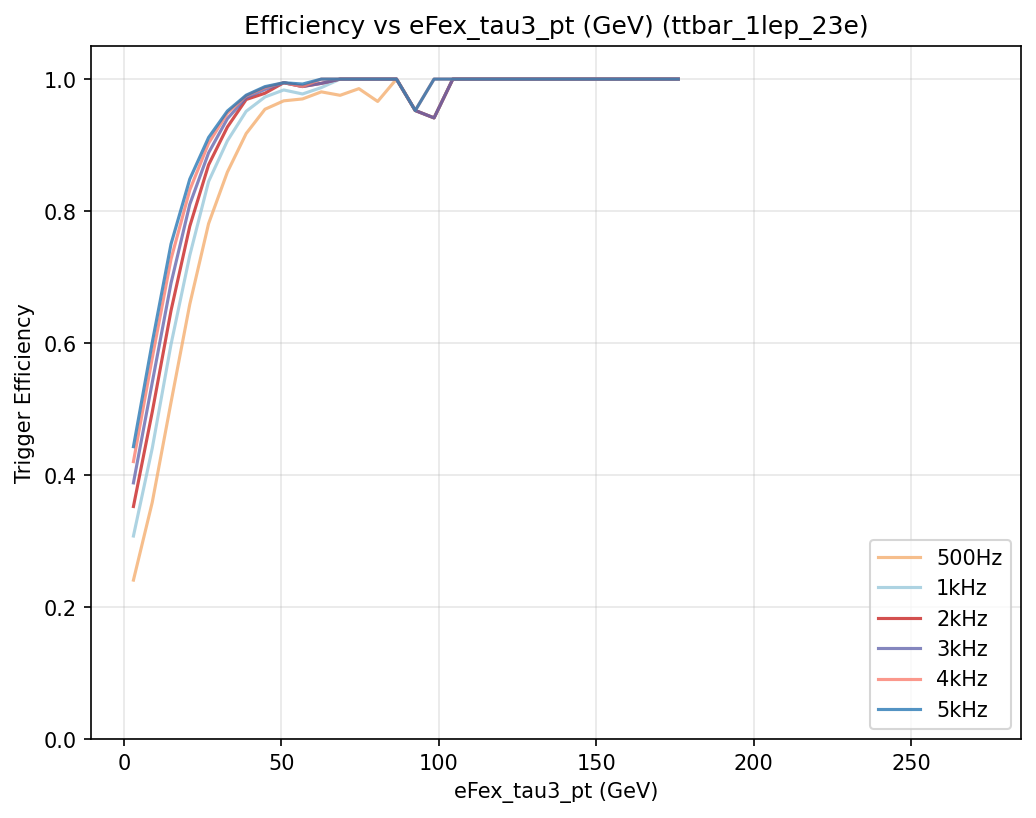 Efficiency vs eFex_tau3_pt (GeV) (ttbar_1lep_23e)
Trigger Efficiency
1.0
0.8
0.6
0.4
0.2
0.0
0
50
100
150
200
250
eFex_tau3_pt (GeV)
500Hz
1kHz
2kHz
3kHz
4kHz
5kHz